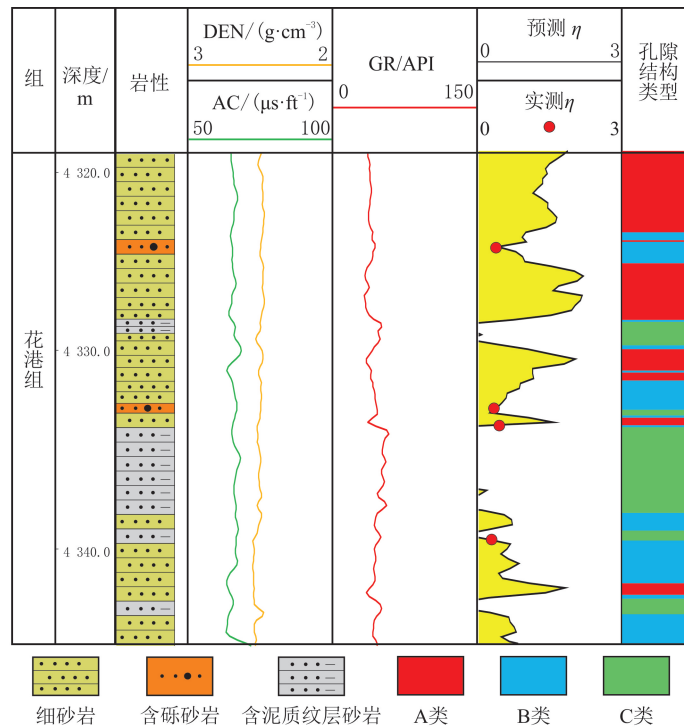 组
深度/
m
岩性
DEN/(g·cm⁻³)
3 2
AC/(μs·ft⁻¹)
50 100
GR/API
0 150
预测 η
0 3
实测η
0 3
孔隙
结构
类型
花港组
4 320.0
4 330.0
4 340.0
细砂岩 含砾砂岩 含泥质纹层砂岩 A类 B类 C类